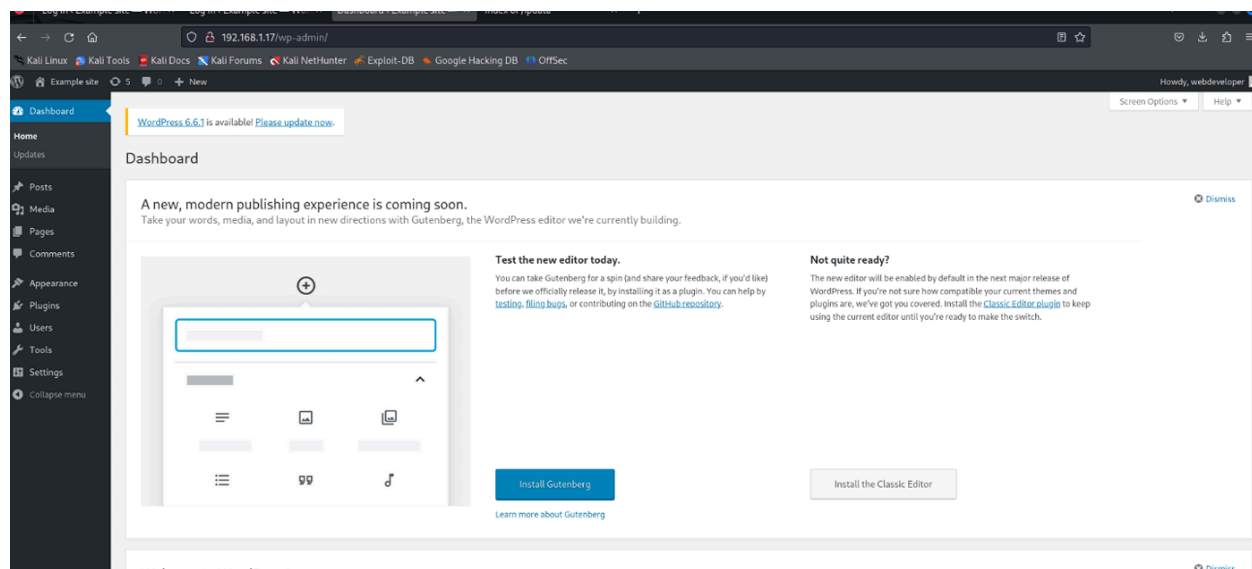 Dashboard ‹ Example site
Index of /ipdata
192.168.1.17/wp-admin/
Kali Linux Kali Tools Kali Docs Kali Forums Kali NetHunter Exploit-DB Google Hacking DB OffSec
Example site 5 0 New Howdy, webdeveloper
Screen Options Help
Dashboard
Home
Updates
Posts
Media
Pages
Comments
Appearance
Plugins
Users
Tools
Settings
Collapse menu
WordPress 6.6.1 is available! Please update now.
Dashboard
A new, modern publishing experience is coming soon.
Dismiss
Take your words, media, and layout in new directions with Gutenberg, the WordPress editor we're currently building.
Test the new editor today.
You can take Gutenberg for a spin (and share your feedback, if you'd like)
before we officially release it, by installing it as a plugin. You can help by
testing, filing bugs, or contributing on the GitHub repository.
Install Gutenberg
Learn more about Gutenberg
Not quite ready?
The new editor will be enabled by default in the next major release of
WordPress. If you're not sure how compatible your current themes and
plugins are, we've got you covered. Install the Classic Editor plugin to keep
using the current editor until you're ready to make the switch.
Install the Classic Editor
Dismiss